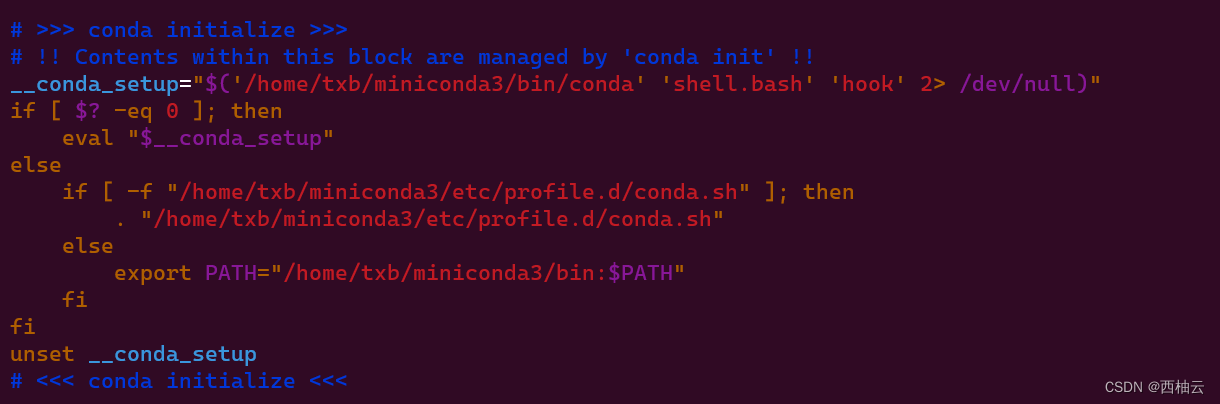 # >>> conda initialize >>>
# !! Contents within this block are managed by 'conda init' !!
__conda_setup="$('/home/txb/miniconda3/bin/conda' 'shell.bash' 'hook' 2> /dev/null)"
if [ $? -eq 0 ]; then
    eval "$__conda_setup"
else
    if [ -f "/home/txb/miniconda3/etc/profile.d/conda.sh" ]; then
        . "/home/txb/miniconda3/etc/profile.d/conda.sh"
    else
        export PATH="/home/txb/miniconda3/bin:$PATH"
    fi
fi
unset __conda_setup
# <<< conda initialize <<<
CSDN @西柚云